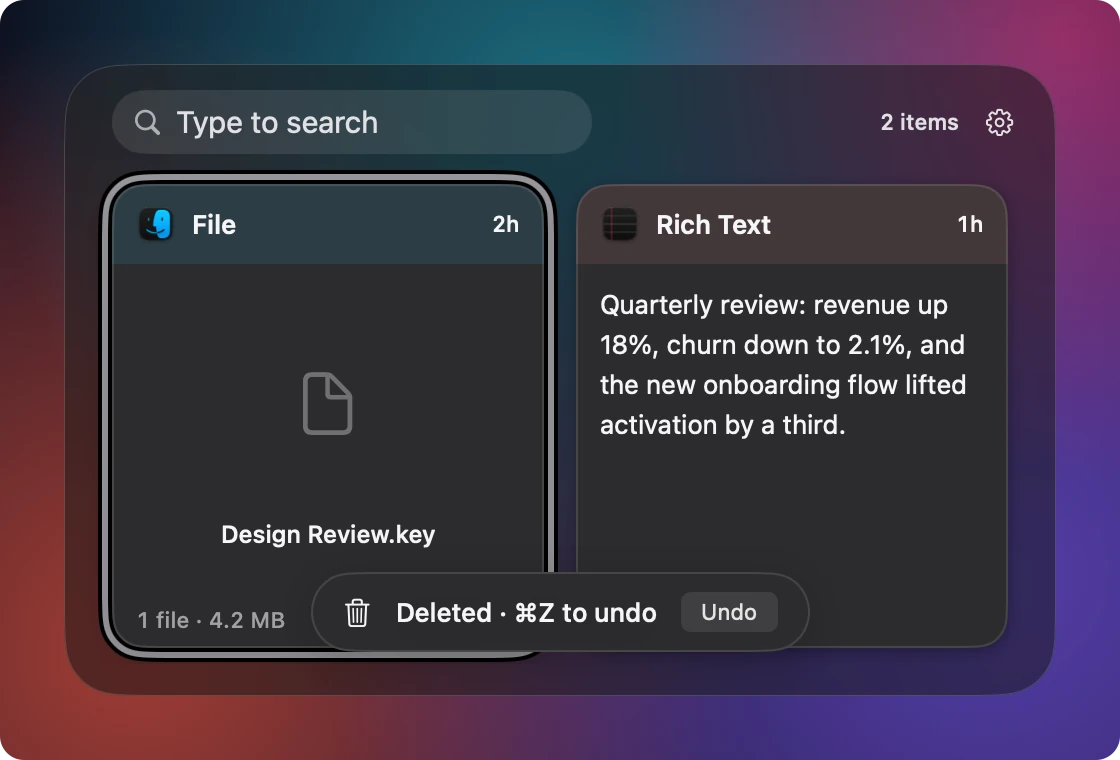 Type to search
2 items
File
2h
Design Review.key
1 file · 4.2 MB
Rich Text
1h
Quarterly review: revenue up
18%, churn down to 2.1%, and
the new onboarding flow lifted
activation by a third.
Deleted · ⌘Z to undo
Undo